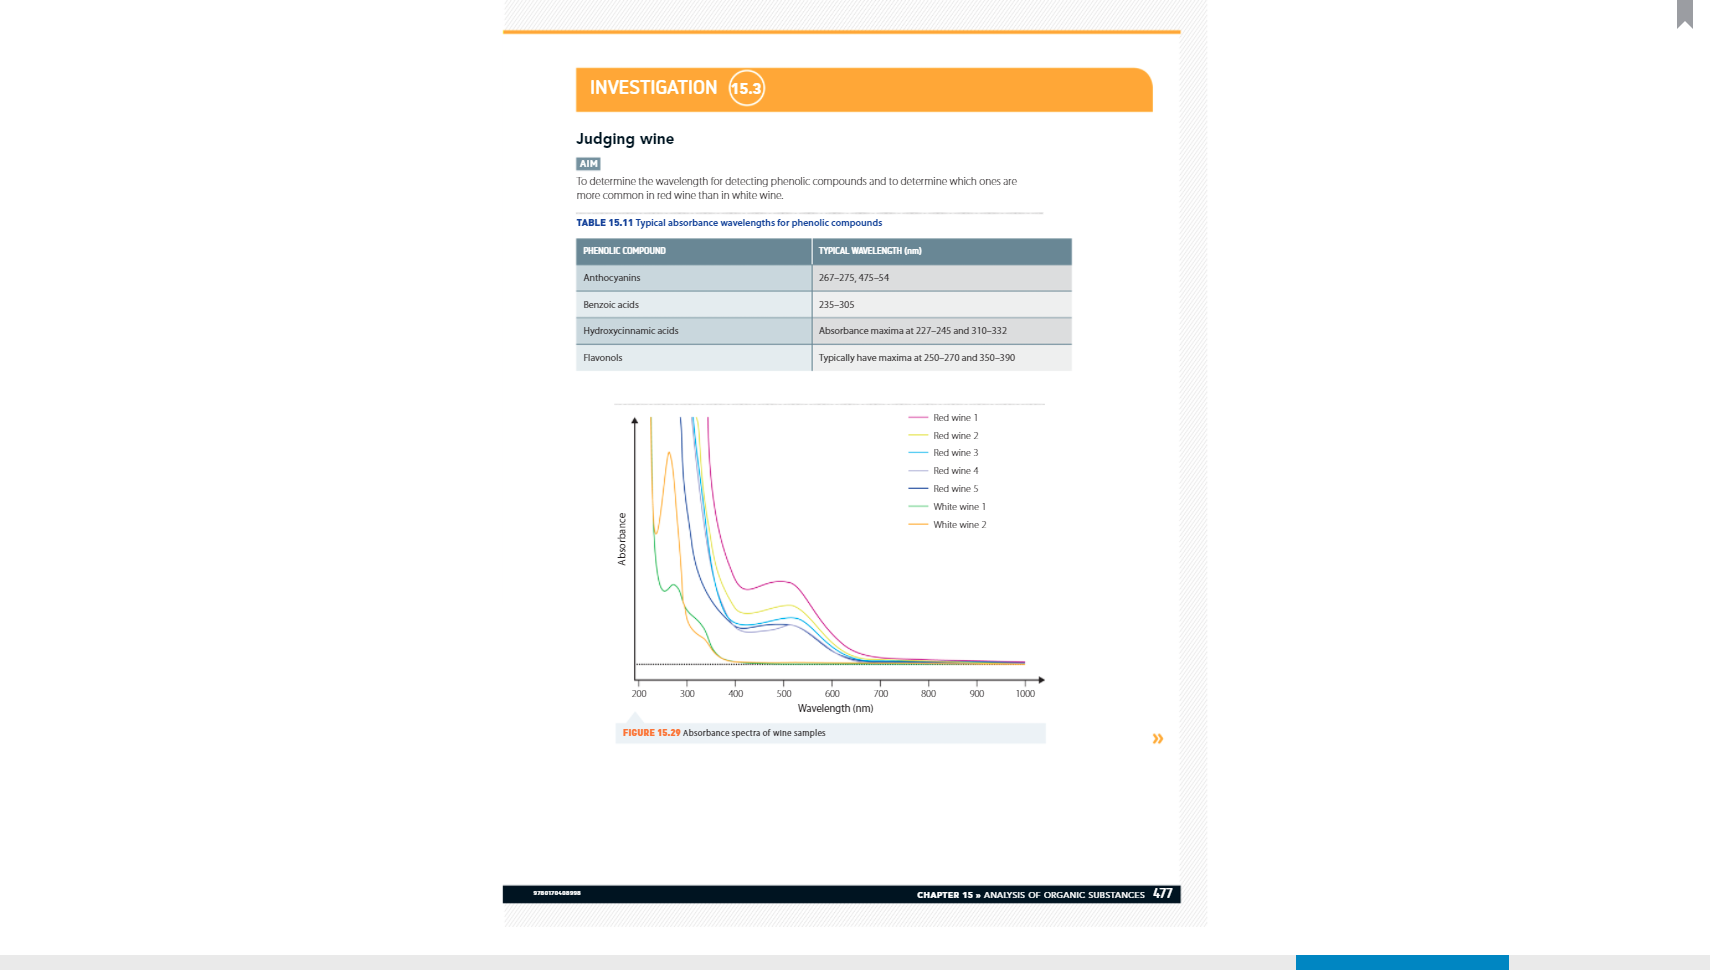 INVESTIGATION 15.3
Judging wine
AIM
To determine the wavelength for detecting phenolic compounds and to determine which ones are
more common in red wine than in white wine.
TABLE 15.11 Typical absorbance wavelengths for phenolic compounds
PHENOLIC COMPOUND TYPICAL WAVELENGTH (nm)
Anthocyanins 267–275, 475–54
Benzoic acids 235–305
Hydroxycinnamic acids Absorbance maxima at 227–245 and 310–332
Flavonols Typically have maxima at 250–270 and 350–390
Red wine 1
Red wine 2
Red wine 3
Red wine 4
Red wine 5
White wine 1
White wine 2
Absorbance
200 300 400 500 600 700 800 900 1000
Wavelength (nm)
FIGURE 15.29 Absorbance spectra of wine samples
»
9780170408998 CHAPTER 15 » ANALYSIS OF ORGANIC SUBSTANCES 477